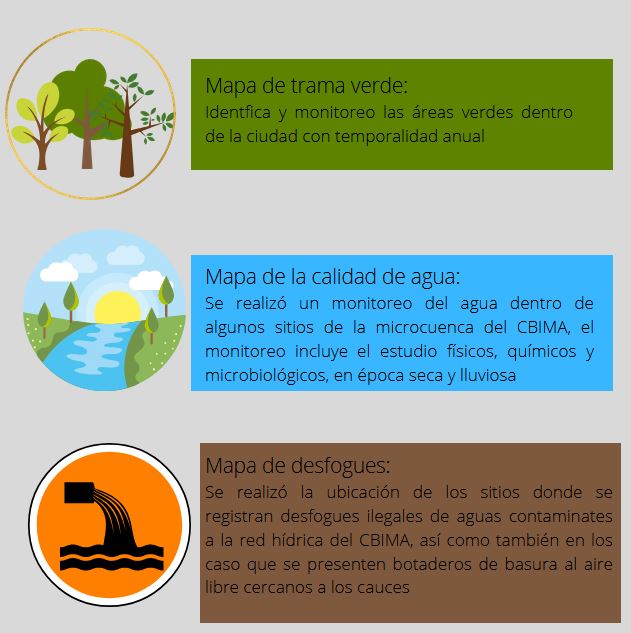 Mapa de trama verde:
Identfica y monitoreo las áreas verdes dentro
de la ciudad con temporalidad anual
Mapa de la calidad de agua:
Se realizó un monitoreo del agua dentro de
algunos sitios de la microcuenca del CBIMA, el
monitoreo incluye el estudio físicos, químicos y
microbiológicos, en época seca y lluviosa
Mapa de desfogues:
Se realizó la ubicación de los sitios donde se
registran desfogues ilegales de aguas contaminates
a la red hídrica del CBIMA, así como también en los
caso que se presenten botaderos de basura al aire
libre cercanos a los cauces